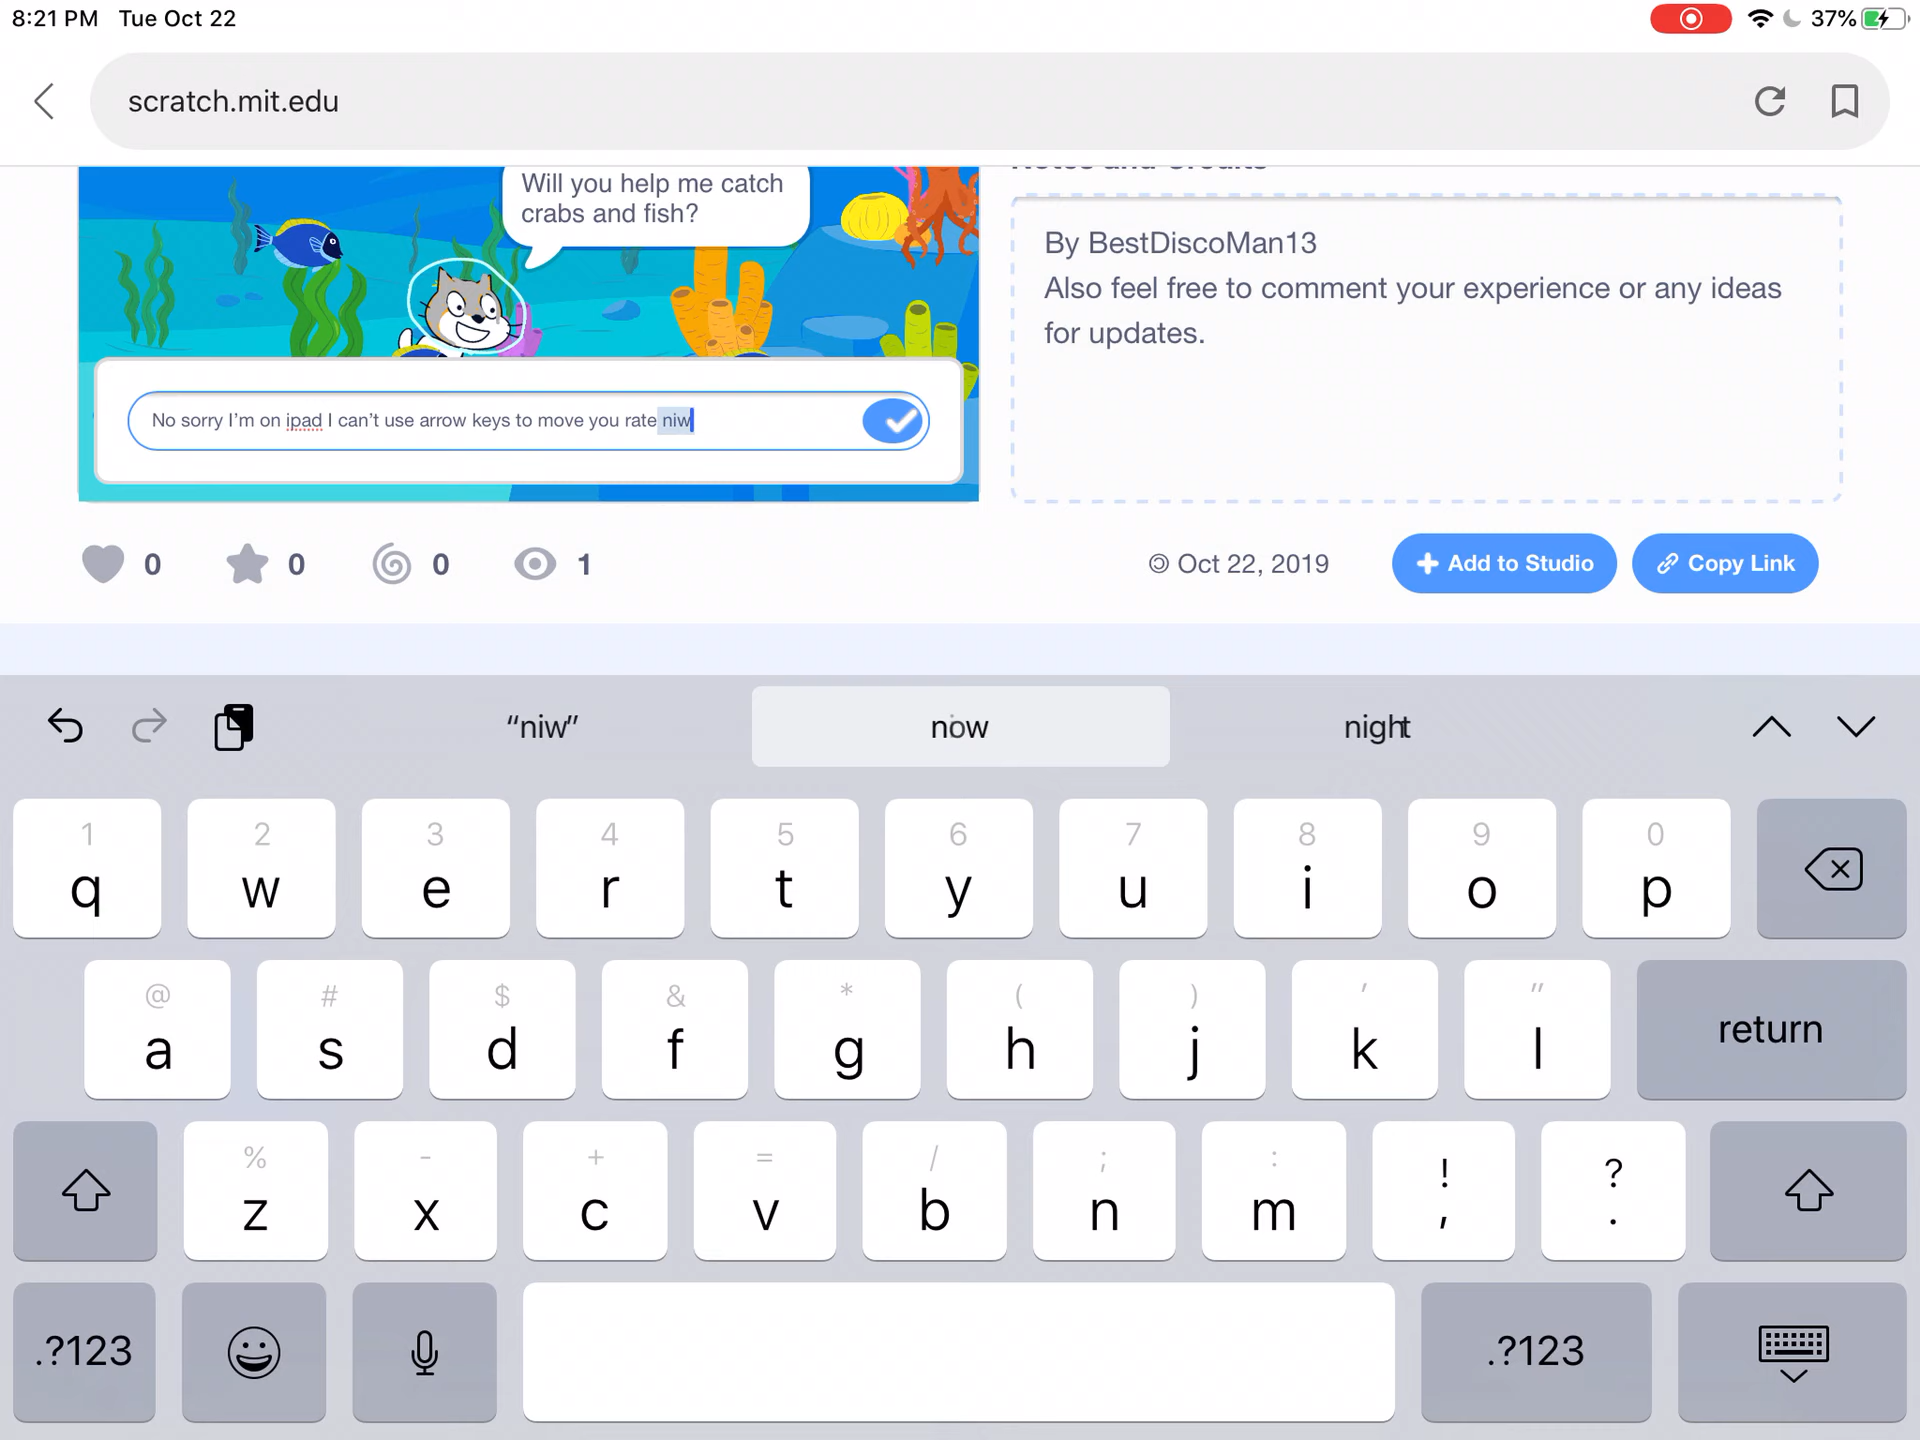 8:21 PM Tue Oct 22
37%
scratch.mit.edu
Will you help me catch
crabs and fish?
No sorry I'm on ipad I can't use arrow keys to move you rate niw
Notes and Credits
By BestDiscoMan13
Also feel free to comment your experience or any ideas
for updates.
0 0 0 1
© Oct 22, 2019
Add to Studio
Copy Link
“niw” now night
1 2 3 4 5 6 7 8 9 0
q w e r t y u i o p
@ # $ & * ( ) ' "
a s d f g h j k l return
% - + = / ; : ! ?
z x c v b n m , .
.?123 .?123